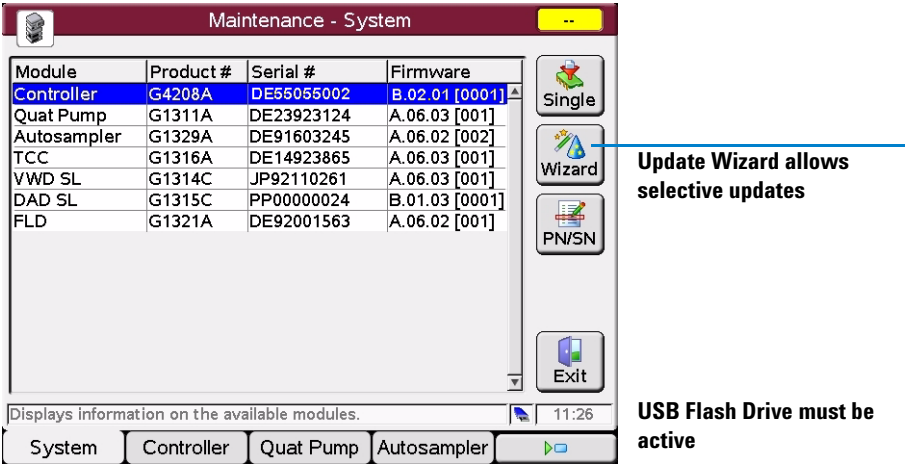 Maintenance - System
--
Module Product # Serial # Firmware
Controller G4208A DE55055002 B.02.01 [0001]
Quat Pump G1311A DE23923124 A.06.03 [001]
Autosampler G1329A DE91603245 A.06.02 [002]
TCC G1316A DE14923865 A.06.03 [001]
VWD SL G1314C JP92110261 A.06.03 [001]
DAD SL G1315C PP00000024 B.01.03 [0001]
FLD G1321A DE92001563 A.06.02 [001]
Single
Wizard
PN/SN
Exit
Update Wizard allows
selective updates
Displays information on the available modules. 11:26
USB Flash Drive must be
active
System Controller Quat Pump Autosampler